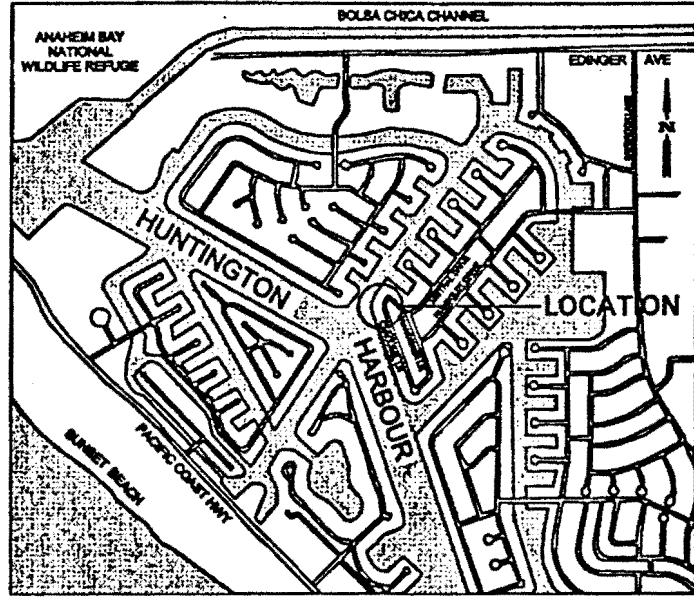 BOLSA CHICA CHANNEL
ANAHEIM BAY
NATIONAL
WILDLIFE REFUGE
EDINGER AVE
N
HUNTINGTON
LOCATION
HARBOUR
PACIFIC COAST HWY
SUNSET BEACH